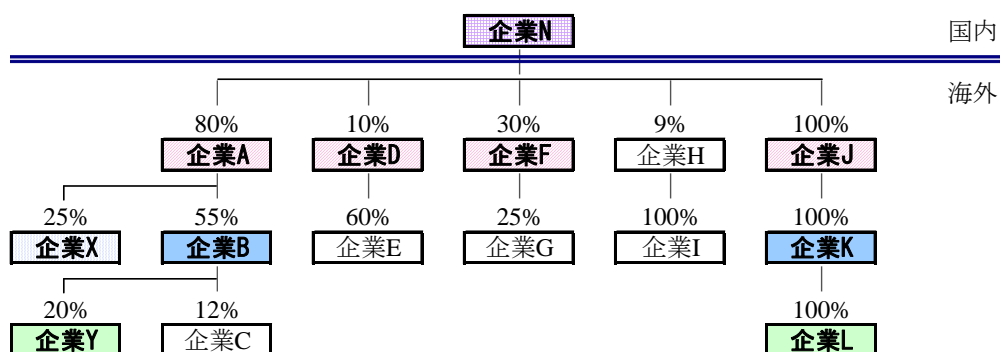 企業N
国内
海外
80% 10% 30% 9% 100%
企業A 企業D 企業F 企業H 企業J
25% 55% 60% 25% 100% 100%
企業X 企業B 企業E 企業G 企業I 企業K
20% 12% 100%
企業Y 企業C 企業L